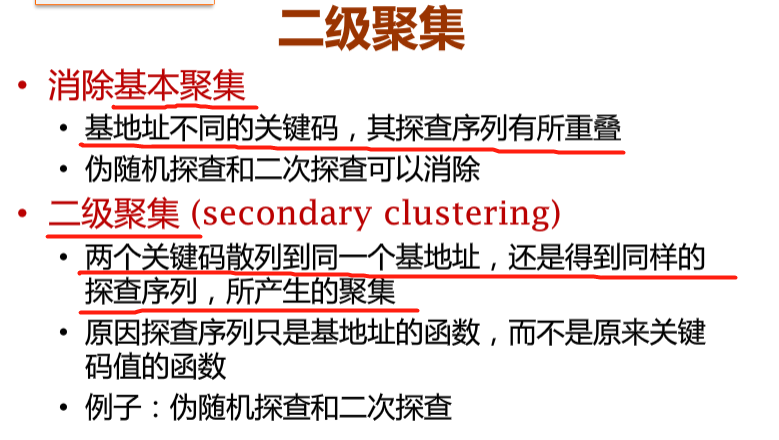 二级聚集
• 消除基本聚集
• 基地址不同的关键码，其探查序列有所重叠
• 伪随机探查和二次探查可以消除
• 二级聚集 (secondary clustering)
• 两个关键码散列到同一个基地址，还是得到同样的
探查序列，所产生的聚集
• 原因探查序列只是基地址的函数，而不是原来关键
码值的函数
• 例子：伪随机探查和二次探查